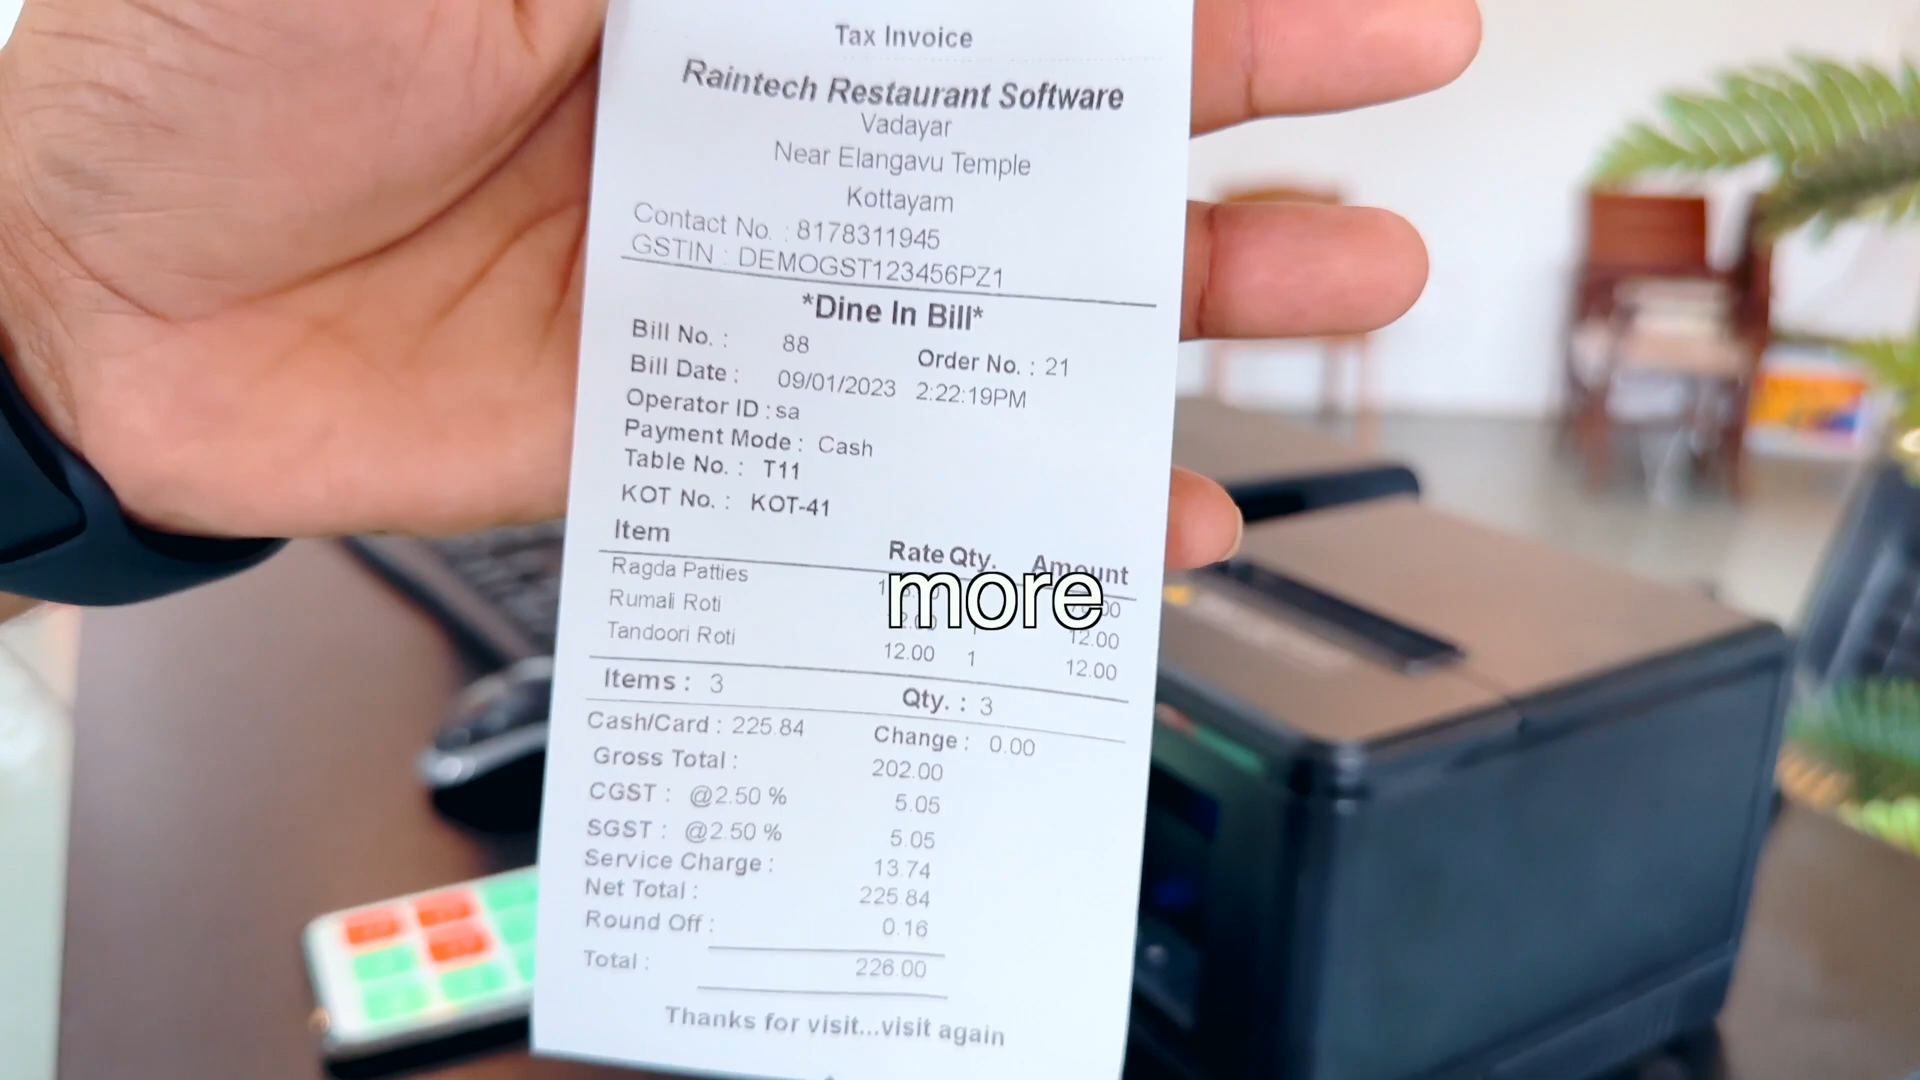 Tax Invoice
Raintech Restaurant Software
Vadayar
Near Elangavu Temple
Kottayam
Contact No. : 8178311945
GSTIN : DEMOGST123456PZ1
*Dine In Bill*
Bill No. : 88 Order No. : 21
Bill Date : 09/01/2023 2:22:19PM
Operator ID : sa
Payment Mode : Cash
Table No. : T11
KOT No. : KOT-41
Item Rate Qty. Amount
Ragda Patties
Rumali Roti 12.00
Tandoori Roti 12.00 1 12.00
more
Items : 3 Qty. : 3
Cash/Card : 225.84 Change : 0.00
Gross Total : 202.00
CGST : @2.50 % 5.05
SGST : @2.50 % 5.05
Service Charge : 13.74
Net Total : 225.84
Round Off : 0.16
Total : 226.00
Thanks for visit...visit again